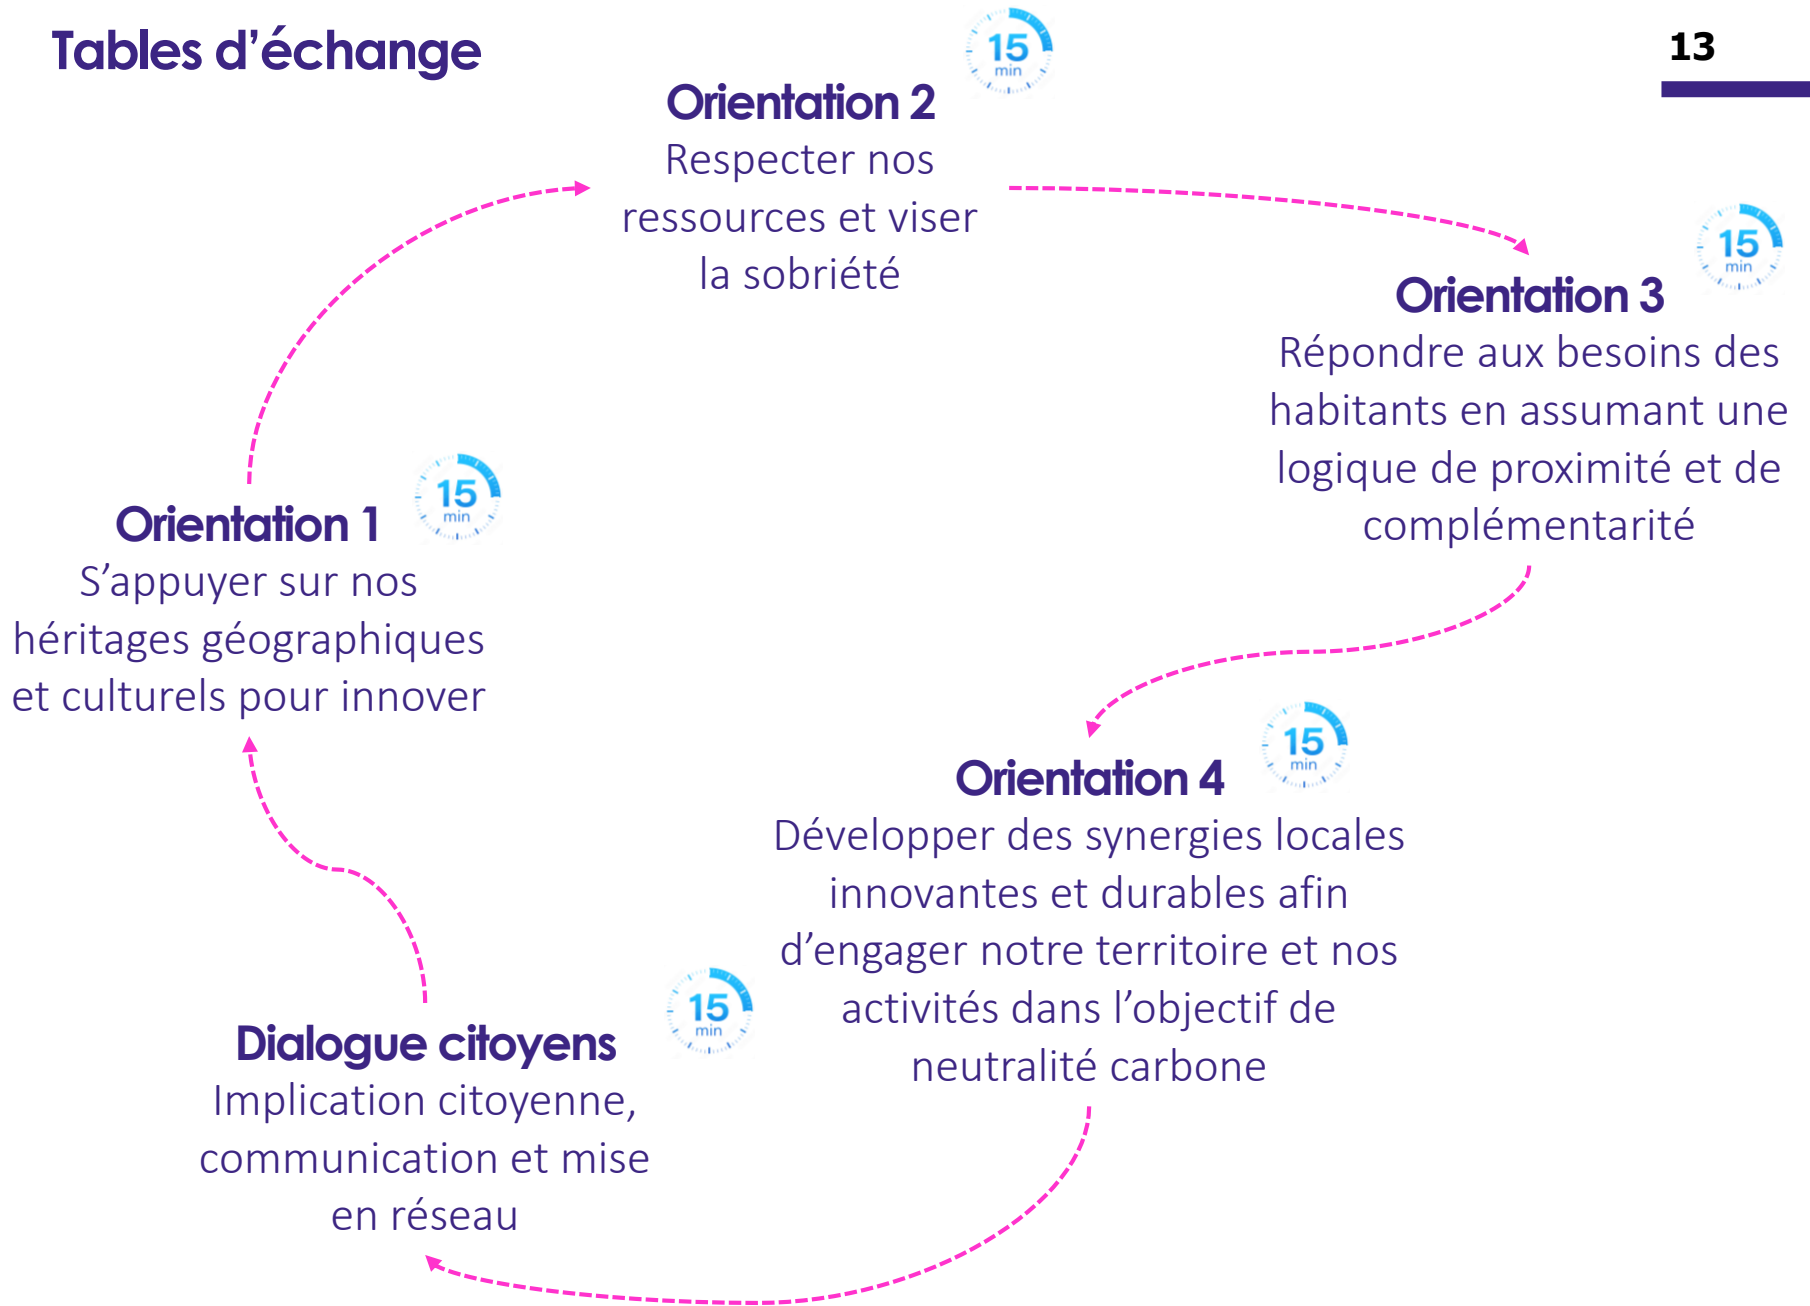 Tables d'échange
13
15
min
Orientation 2
Respecter nos
ressources et viser
la sobriété
15
min
Orientation 3
Répondre aux besoins des
habitants en assumant une
logique de proximité et de
complémentarité
15
min
Orientation 1
S'appuyer sur nos
héritages géographiques
et culturels pour innover
15
min
Orientation 4
Développer des synergies locales
innovantes et durables afin
d'engager notre territoire et nos
activités dans l'objectif de
neutralité carbone
15
min
Dialogue citoyens
Implication citoyenne,
communication et mise
en réseau